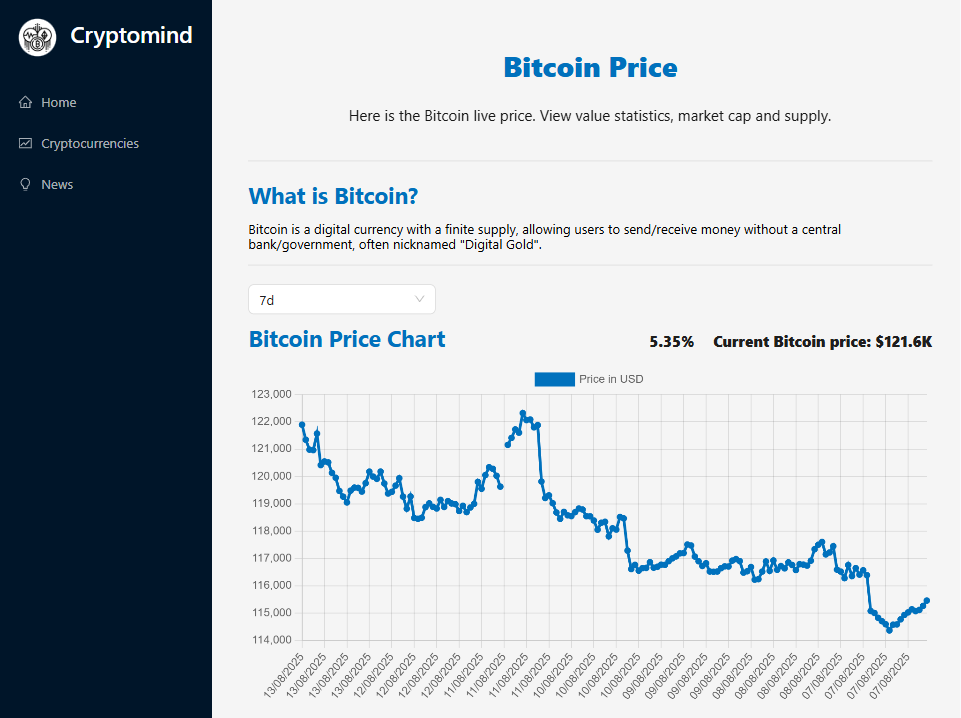 Cryptomind
Home
Cryptocurrencies
News
Bitcoin Price
Here is the Bitcoin live price. View value statistics, market cap and supply.
What is Bitcoin?
Bitcoin is a digital currency with a finite supply, allowing users to send/receive money without a central
bank/government, often nicknamed "Digital Gold".
7d
Bitcoin Price Chart
5.35% Current Bitcoin price: $121.6K
Price in USD
123,000
122,000
121,000
120,000
119,000
118,000
117,000
116,000
115,000
114,000
13/08/2025
13/08/2025
13/08/2025
13/08/2025
12/08/2025
12/08/2025
12/08/2025
12/08/2025
11/08/2025
11/08/2025
11/08/2025
11/08/2025
10/08/2025
10/08/2025
10/08/2025
10/08/2025
09/08/2025
09/08/2025
09/08/2025
09/08/2025
08/08/2025
08/08/2025
08/08/2025
08/08/2025
07/08/2025
07/08/2025
07/08/2025
07/08/2025